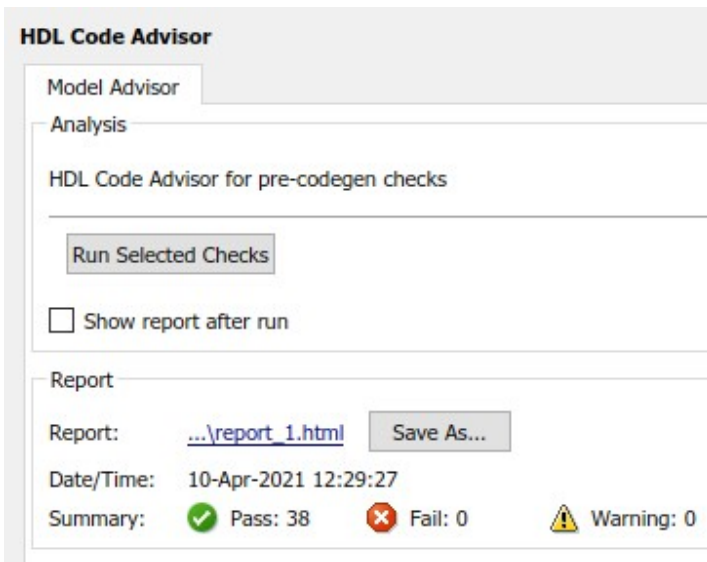 HDL Code Advisor
Model Advisor
Analysis
HDL Code Advisor for pre-codegen checks
Run Selected Checks
Show report after run
Report
Report: ...\report_1.html Save As...
Date/Time: 10-Apr-2021 12:29:27
Summary: Pass: 38 Fail: 0 Warning: 0